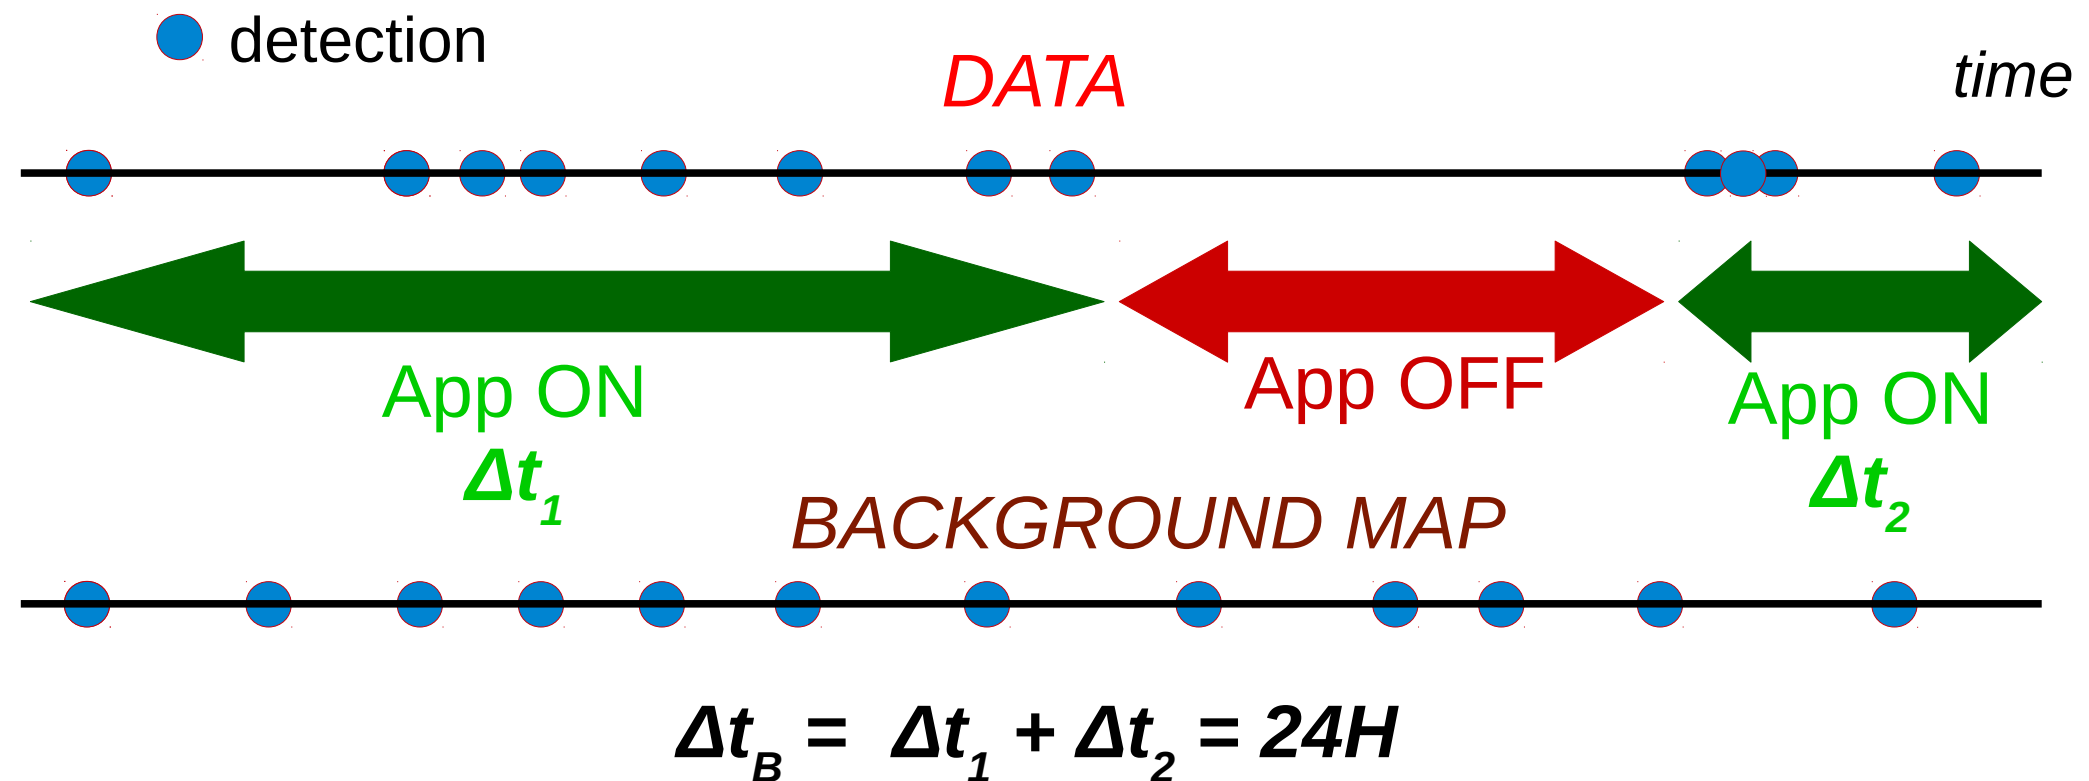 detection
DATA
time
App ON
Δt1
App OFF
App ON
Δt2
BACKGROUND MAP
ΔtB = Δt1 + Δt2 = 24H